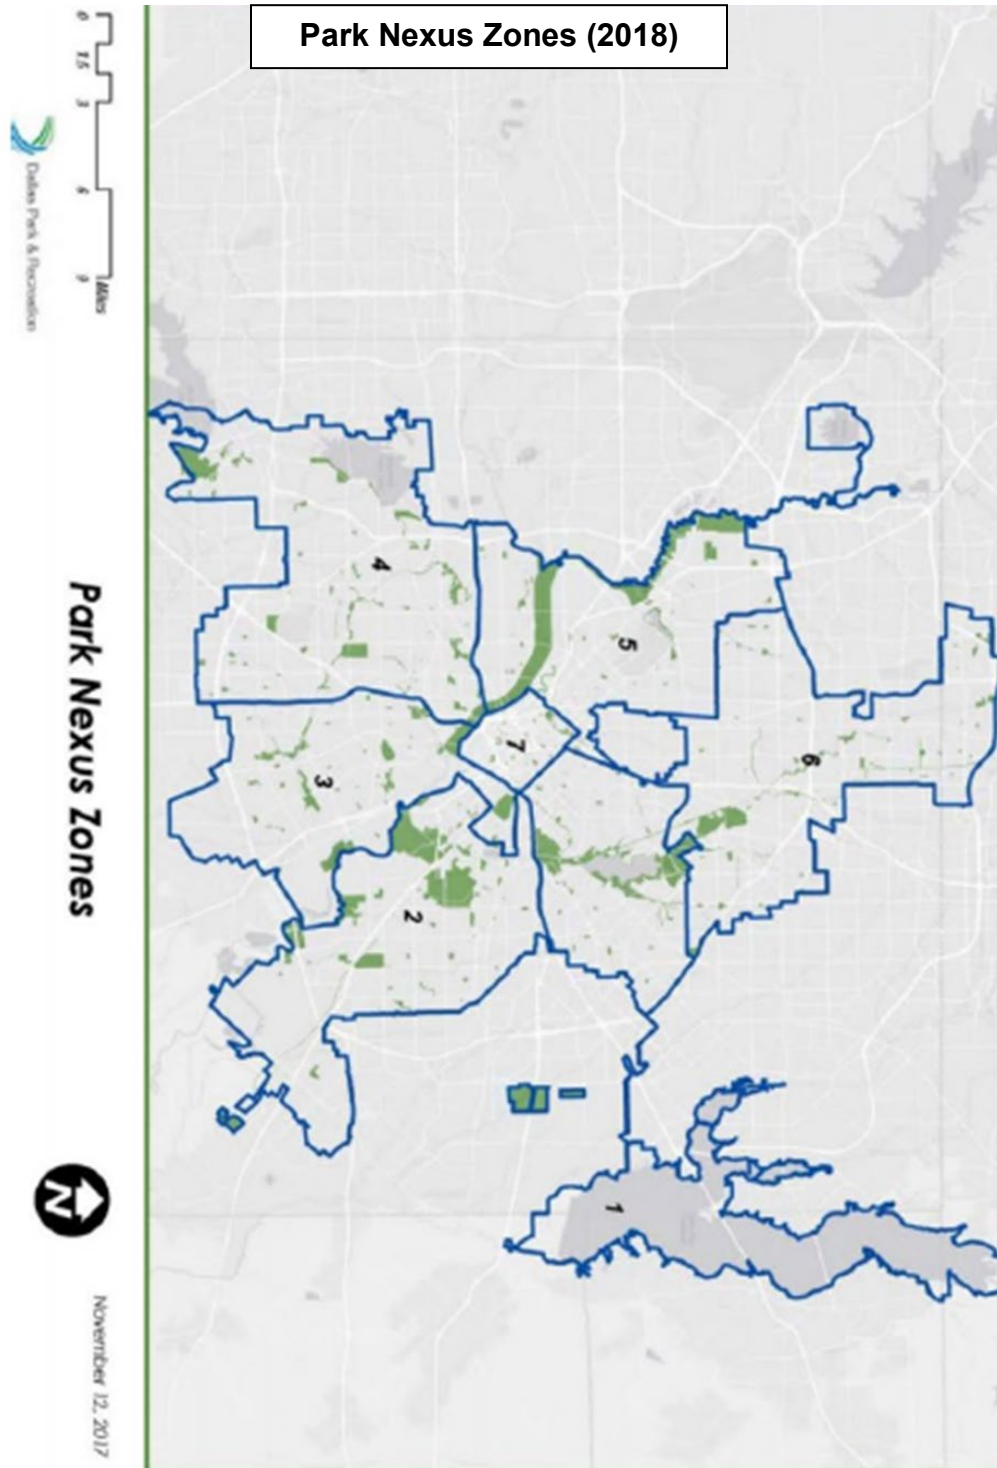 Park Nexus Zones (2018)
0 1.5 3 6 9 Miles
Dallas Park & Recreation
1
2
3
4
5
6
7
Park Nexus Zones
N
November 12, 2017